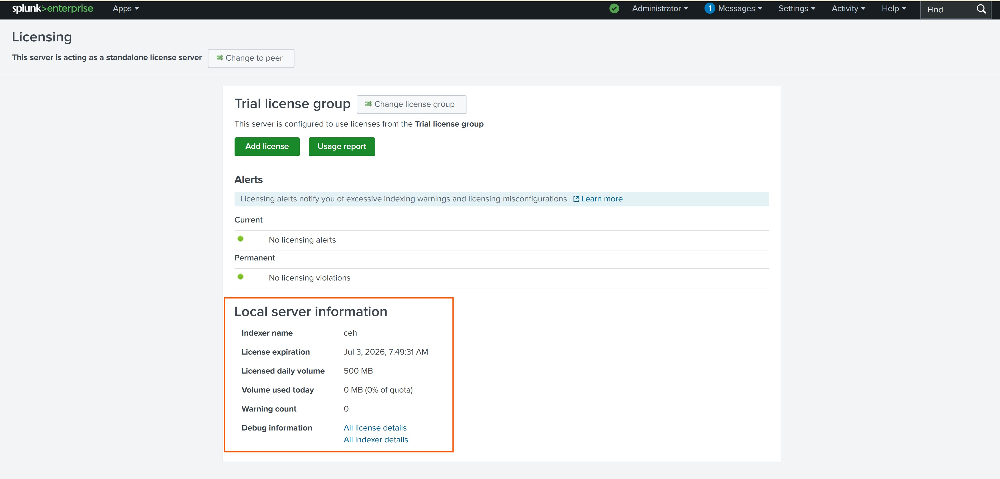 splunk>enterprise Apps Administrator 1 Messages Settings Activity Help Find
Licensing
This server is acting as a standalone license server Change to peer
Trial license group Change license group
This server is configured to use licenses from the Trial license group
Add license Usage report
Alerts
Licensing alerts notify you of excessive indexing warnings and licensing misconfigurations. Learn more
Current
No licensing alerts
Permanent
No licensing violations
Local server information
Indexer name ceh
License expiration Jul 3, 2026, 7:49:31 AM
Licensed daily volume 500 MB
Volume used today 0 MB (0% of quota)
Warning count 0
Debug information All license details
All indexer details